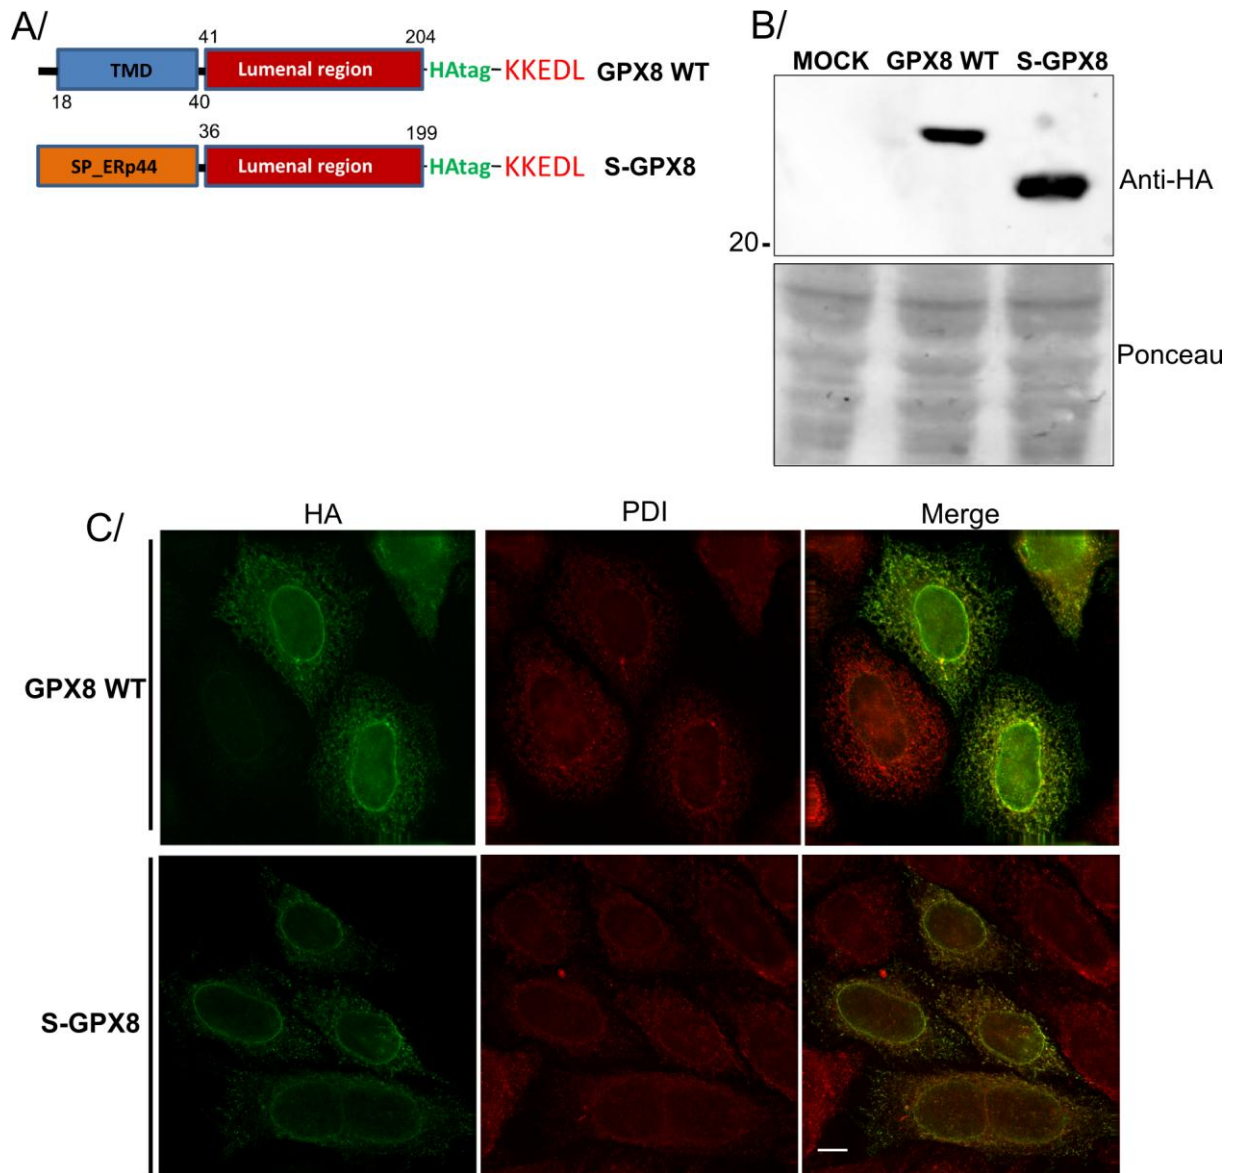 A/
41 204
TMD Lumenal region HAtag KKEDL GPX8 WT
18 40
36 199
SP_ERp44 Lumenal region HAtag KKEDL S-GPX8
B/
MOCK GPX8 WT S-GPX8
Anti-HA
20-
Ponceau
C/
HA PDI Merge
GPX8 WT
S-GPX8